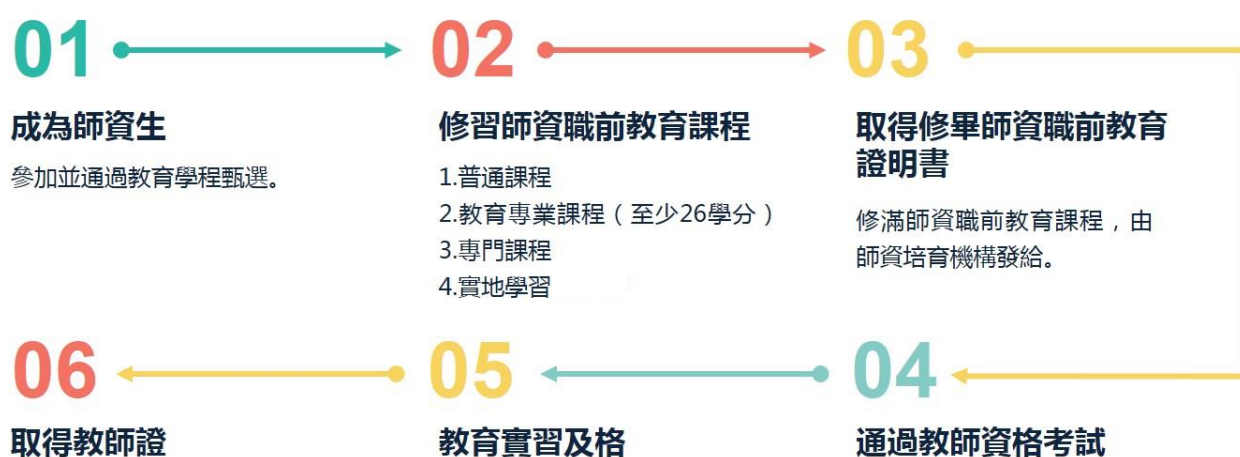 01
成為師資生
參加並通過教育學程甄選。
02
修習師資職前教育課程
1.普通課程
2.教育專業課程（至少26學分）
3.專門課程
4.實地學習
03
取得修畢師資職前教育
證明書
修滿師資職前教育課程，由
師資培育機構發給。
04
通過教師資格考試
05
教育實習及格
06
取得教師證